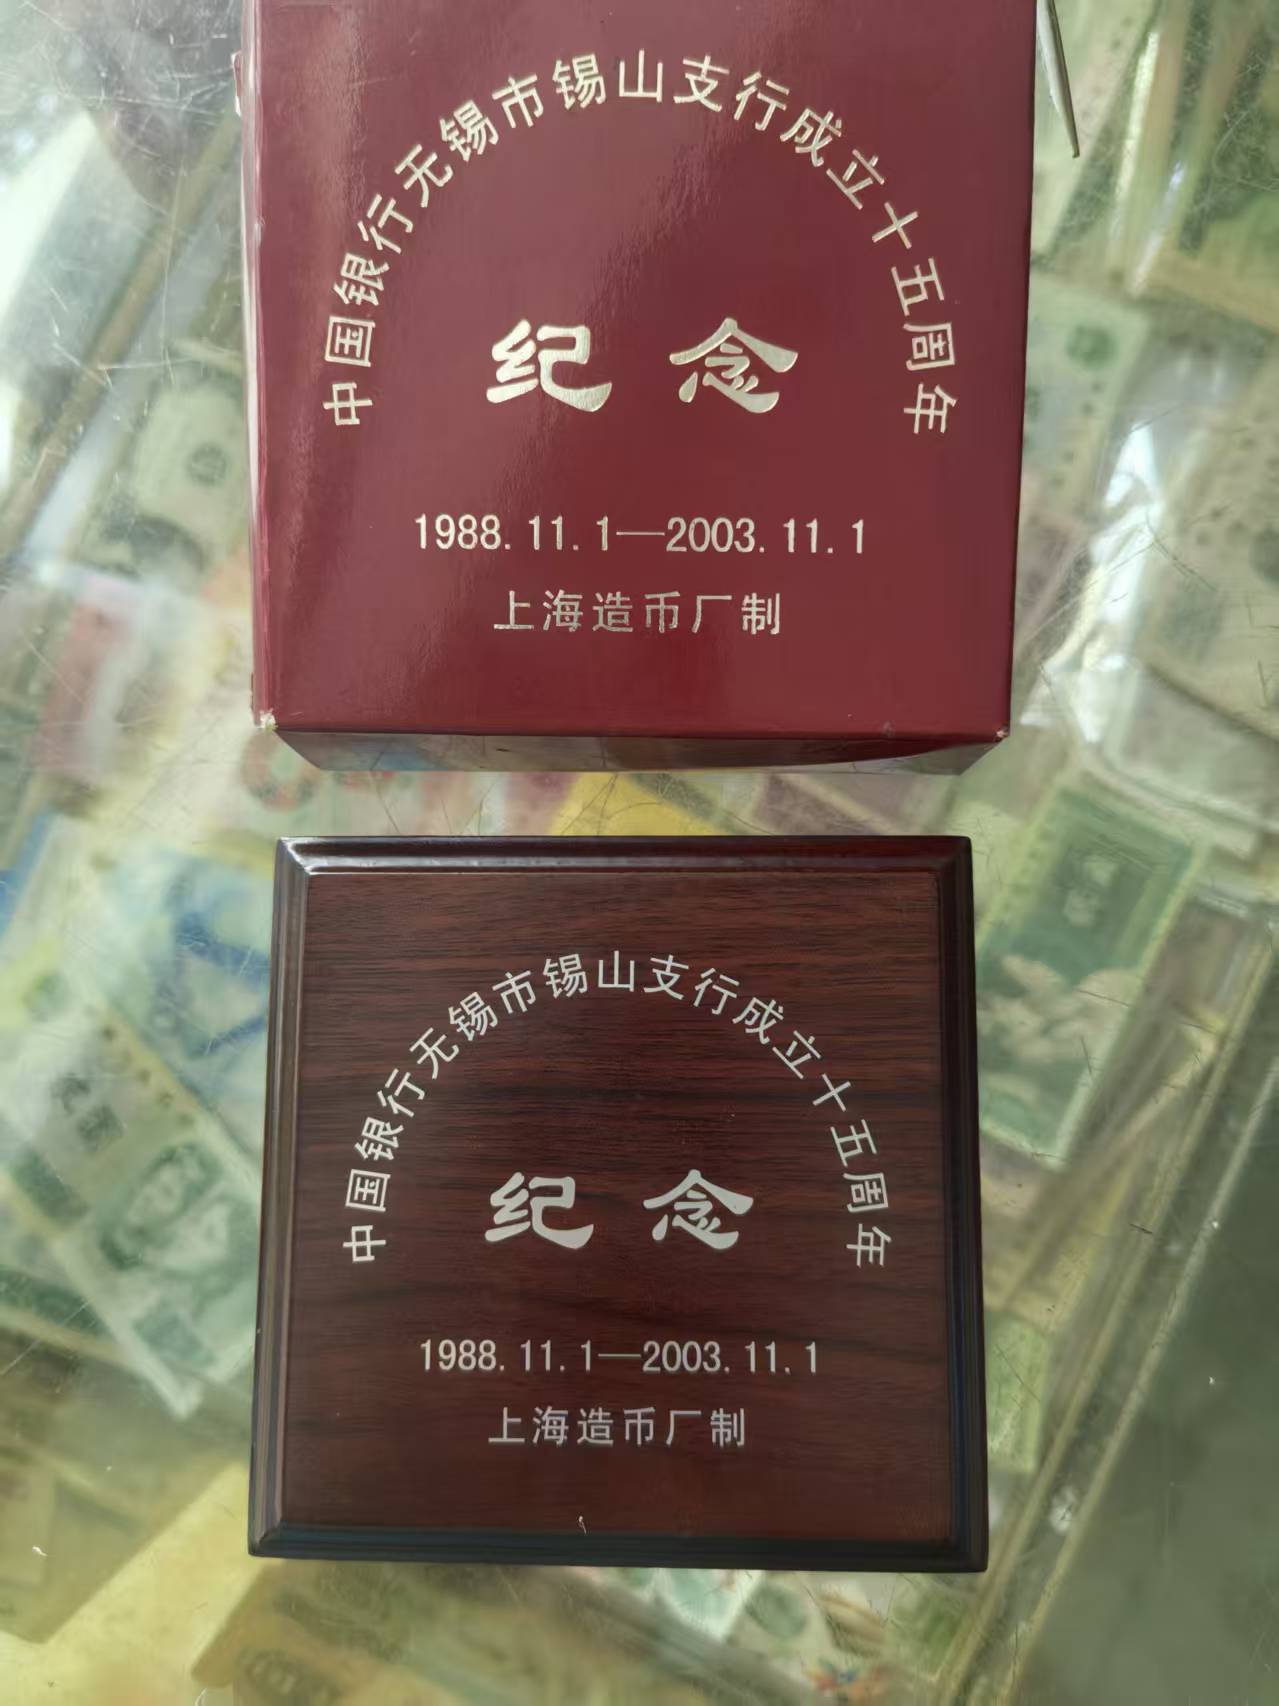 中国银行无锡市锡山支行成立十五周年
纪念
1988.11.1—2003.11.1
上海造币厂制
中国银行无锡市锡山支行成立十五周年
纪念
1988.11.1—2003.11.1
上海造币厂制